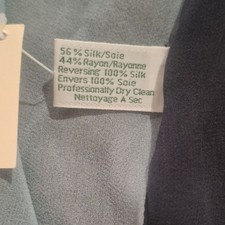 56% Silk/Soie
44% Rayon/Rayonne
Reversing 100% Silk
Envers 100% Soie
Professionally Dry Clean
Nettoyage A Sec